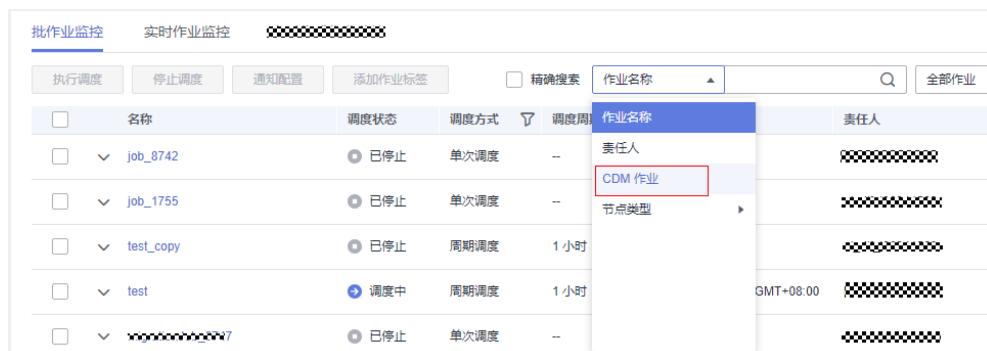 批作业监控 实时作业监控
执行调度 停止调度 通知配置 添加作业标签 精确搜索 作业名称 全部作业
名称 调度状态 调度方式 调度周 作业名称 责任人
job_8742 已停止 单次调度 -- 责任人
CDM 作业
job_1755 已停止 单次调度 -- 节点类型
test_copy 已停止 周期调度 1 小时
test 调度中 周期调度 1 小时 GMT+08:00
已停止 单次调度 --